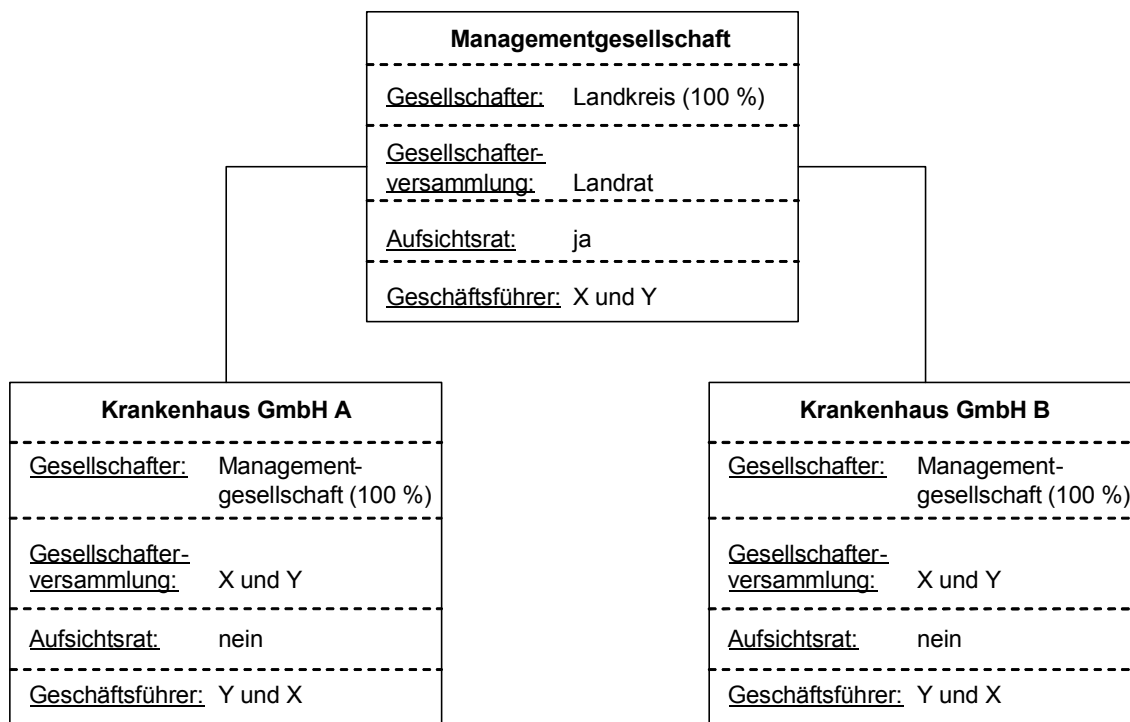 Managementgesellschaft
Gesellschafter: Landkreis (100 %)
Gesellschafter-
versammlung: Landrat
Aufsichtsrat: ja
Geschäftsführer: X und Y
Krankenhaus GmbH A
Gesellschafter: Management-
gesellschaft (100 %)
Gesellschafter-
versammlung: X und Y
Aufsichtsrat: nein
Geschäftsführer: Y und X
Krankenhaus GmbH B
Gesellschafter: Management-
gesellschaft (100 %)
Gesellschafter-
versammlung: X und Y
Aufsichtsrat: nein
Geschäftsführer: Y und X